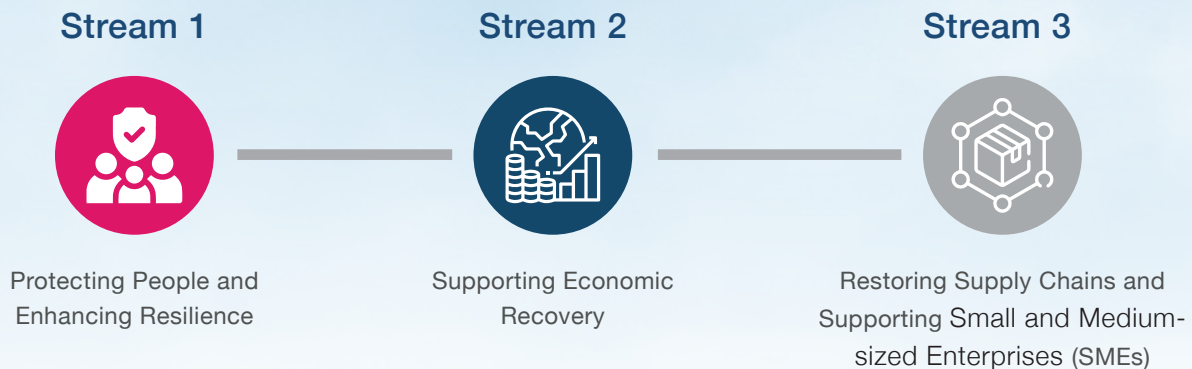 Stream 1
Protecting People and
Enhancing Resilience
Stream 2
Supporting Economic
Recovery
Stream 3
Restoring Supply Chains and
Supporting Small and Medium-
sized Enterprises (SMEs)